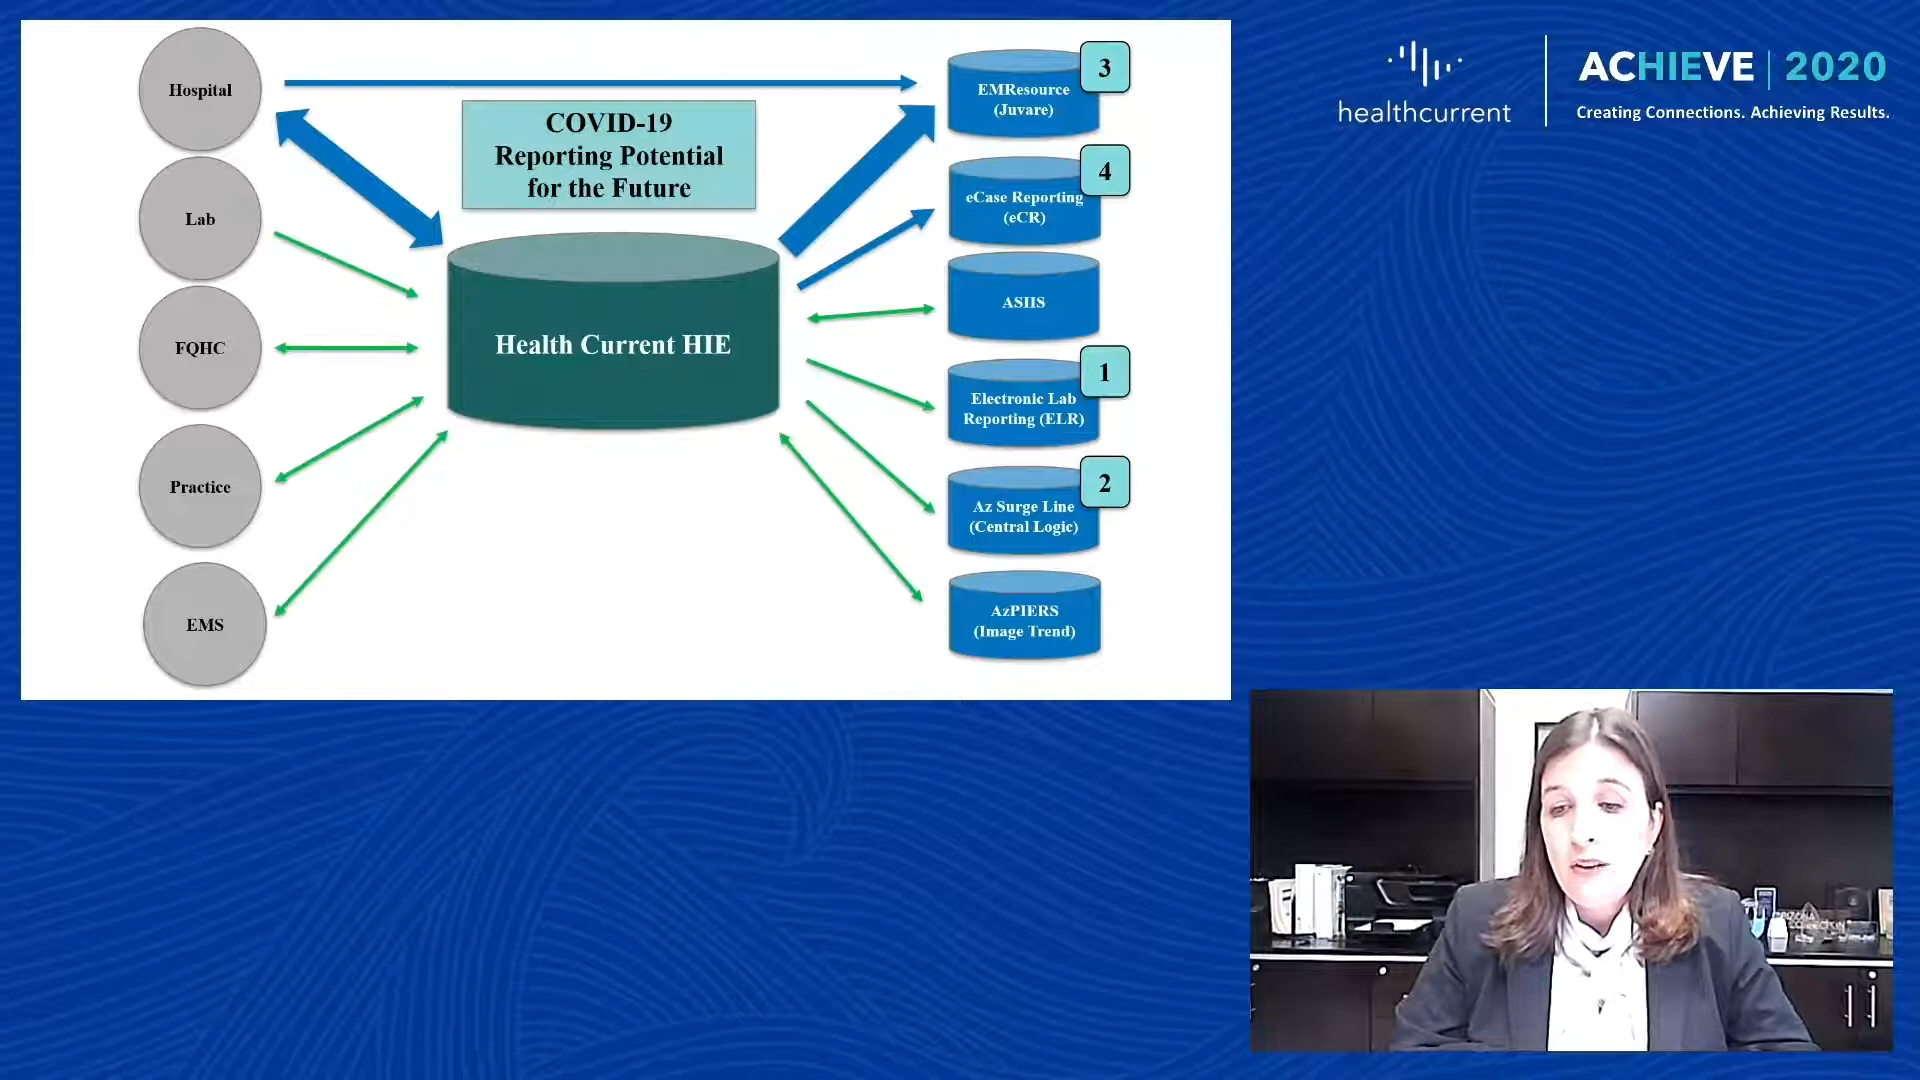 Hospital
Lab
FQHC
Practice
EMS
COVID-19
Reporting Potential
for the Future
Health Current HIE
EMResource
(Juvare)
3
eCase Reporting
(eCR)
4
ASIIS
Electronic Lab
Reporting (ELR)
1
Az Surge Line
(Central Logic)
2
AzPIERS
(Image Trend)
healthcurrent
ACHIEVE | 2020
Creating Connections. Achieving Results.